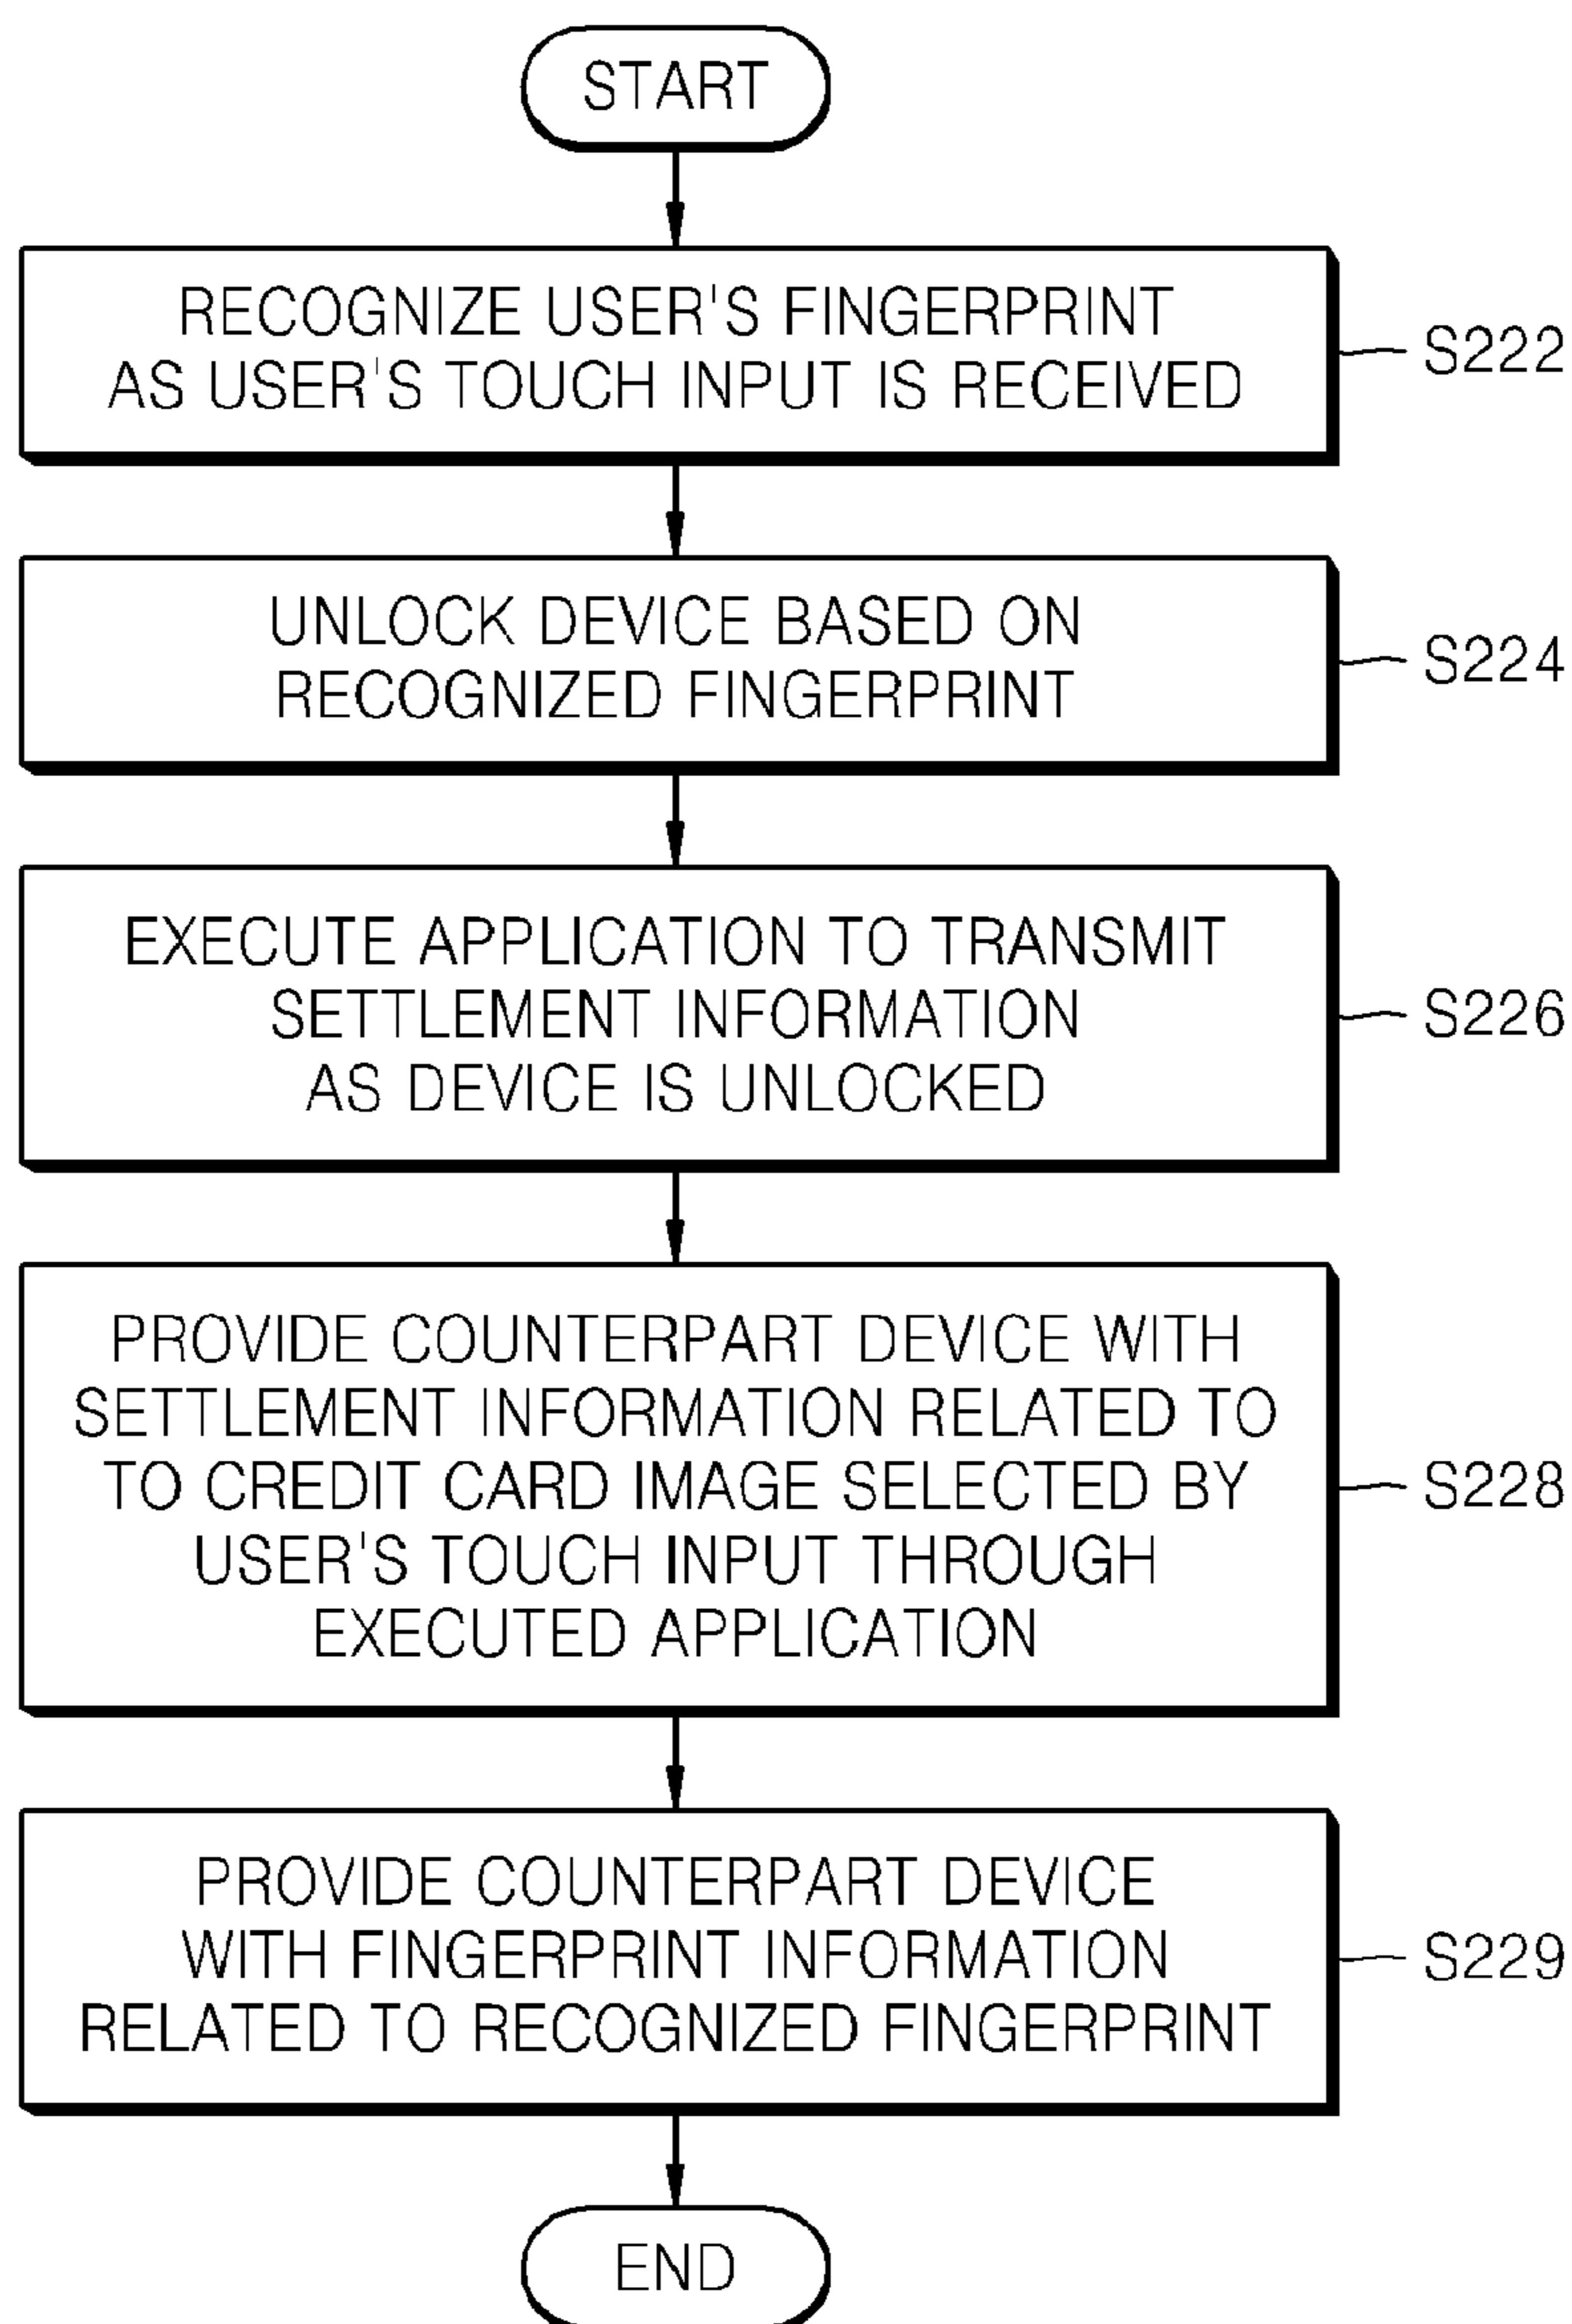 START
RECOGNIZE USER'S FINGERPRINT
AS USER'S TOUCH INPUT IS RECEIVED
S222
UNLOCK DEVICE BASED ON
RECOGNIZED FINGERPRINT
S224
EXECUTE APPLICATION TO TRANSMIT
SETTLEMENT INFORMATION
AS DEVICE IS UNLOCKED
S226
PROVIDE COUNTERPART DEVICE WITH
SETTLEMENT INFORMATION RELATED TO
TO CREDIT CARD IMAGE SELECTED BY
USER'S TOUCH INPUT THROUGH
EXECUTED APPLICATION
S228
PROVIDE COUNTERPART DEVICE
WITH FINGERPRINT INFORMATION
RELATED TO RECOGNIZED FINGERPRINT
S229
END